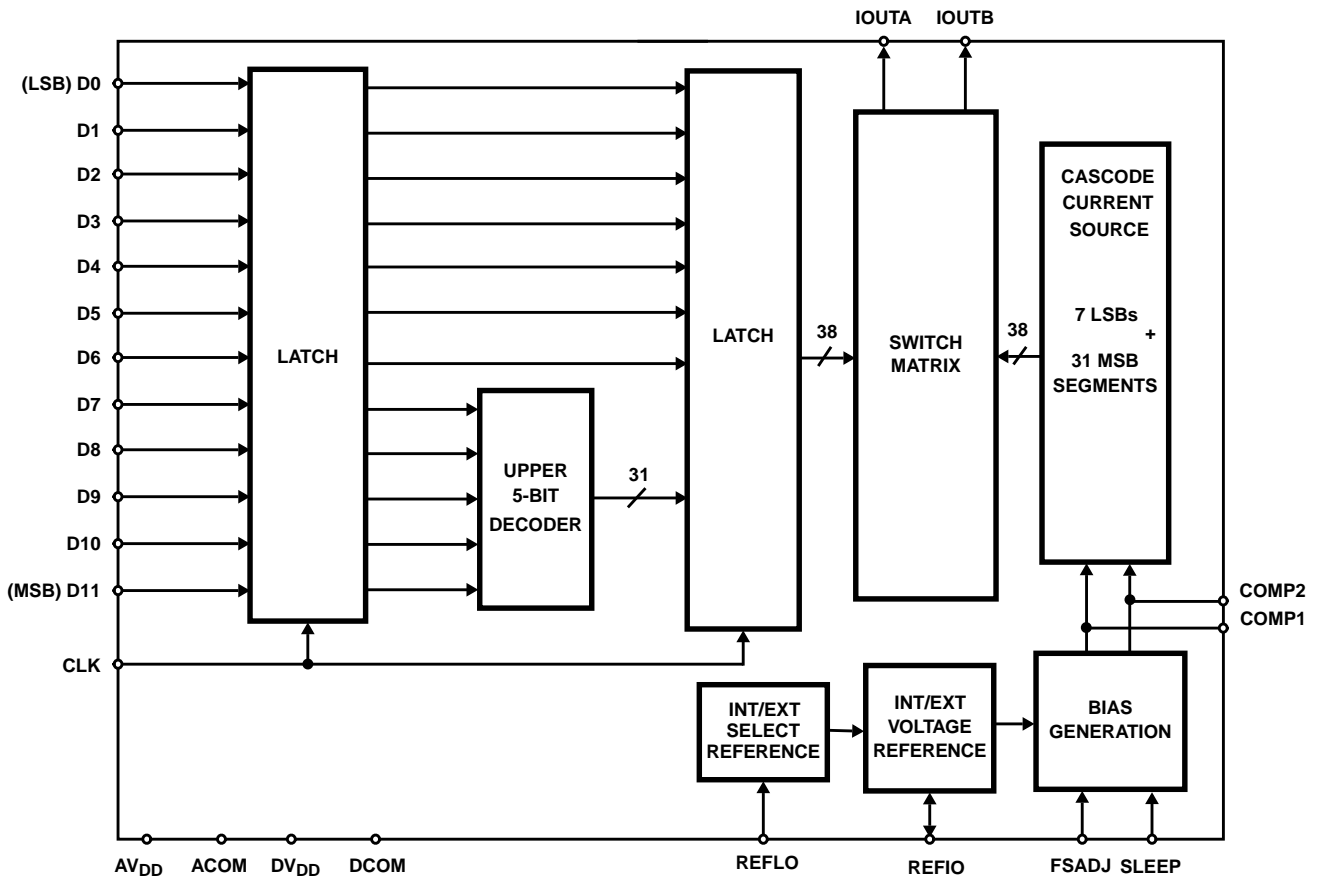 IOUTA IOUTB
(LSB) D0
D1
D2
D3
D4
D5
D6
D7
D8
D9
D10
(MSB) D11
CLK
LATCH
UPPER
5-BIT
DECODER
31
LATCH
38
SWITCH
MATRIX
38
CASCODE
CURRENT
SOURCE
7 LSBs
+
31 MSB
SEGMENTS
COMP2
COMP1
INT/EXT
SELECT
REFERENCE
INT/EXT
VOLTAGE
REFERENCE
BIAS
GENERATION
AVDD ACOM DVDD DCOM REFLO REFIO FSADJ SLEEP